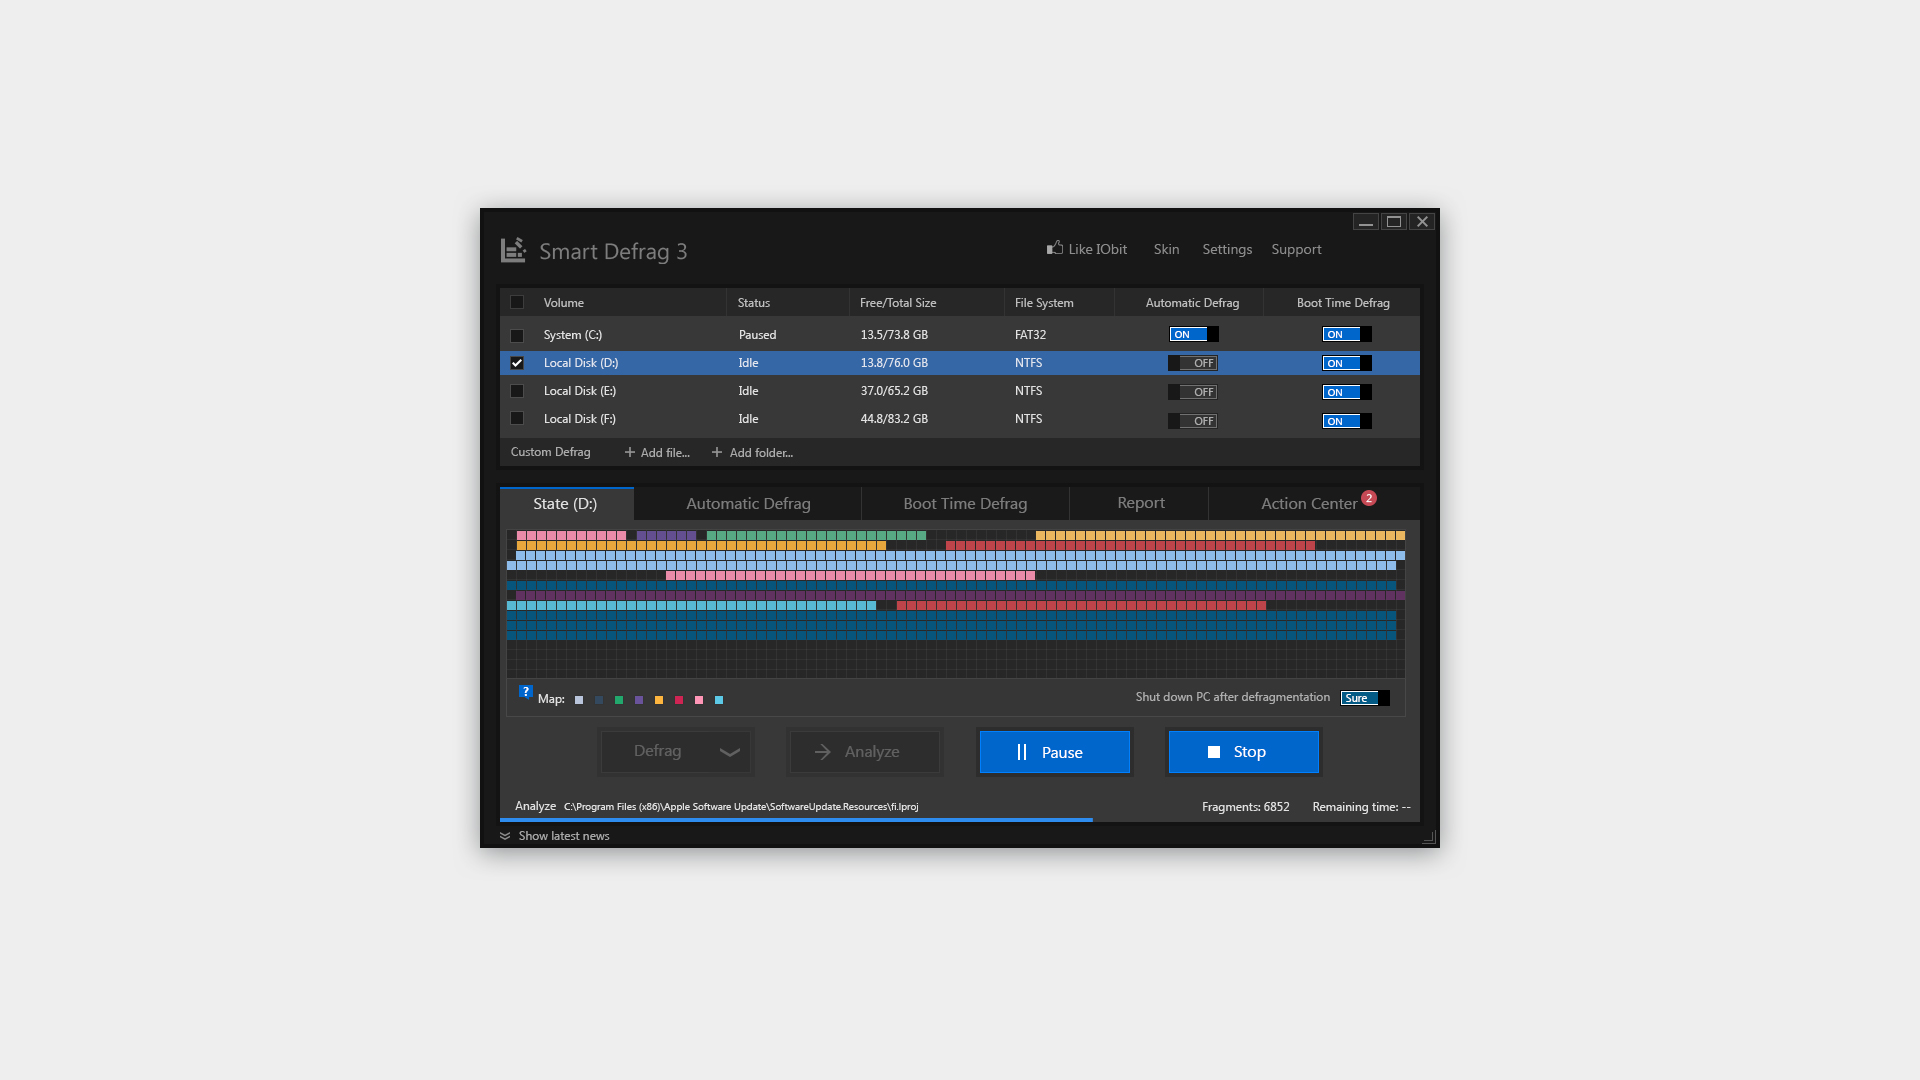 Smart Defrag 3
Like IObit Skin Settings Support
Volume Status Free/Total Size File System Automatic Defrag Boot Time Defrag
System (C:) Paused 13.5/73.8 GB FAT32 ON ON
Local Disk (D:) Idle 13.8/76.0 GB NTFS OFF ON
Local Disk (E:) Idle 37.0/65.2 GB NTFS OFF ON
Local Disk (F:) Idle 44.8/83.2 GB NTFS OFF ON
Custom Defrag + Add file... + Add folder...
State (D:) Automatic Defrag Boot Time Defrag Report Action Center 2
? Map: Shut down PC after defragmentation Sure
Defrag Analyze Pause Stop
Analyze C:\Program Files (x86)\Apple Software Update\SoftwareUpdate.Resources\fi.lproj Fragments: 6852 Remaining time: --
Show latest news